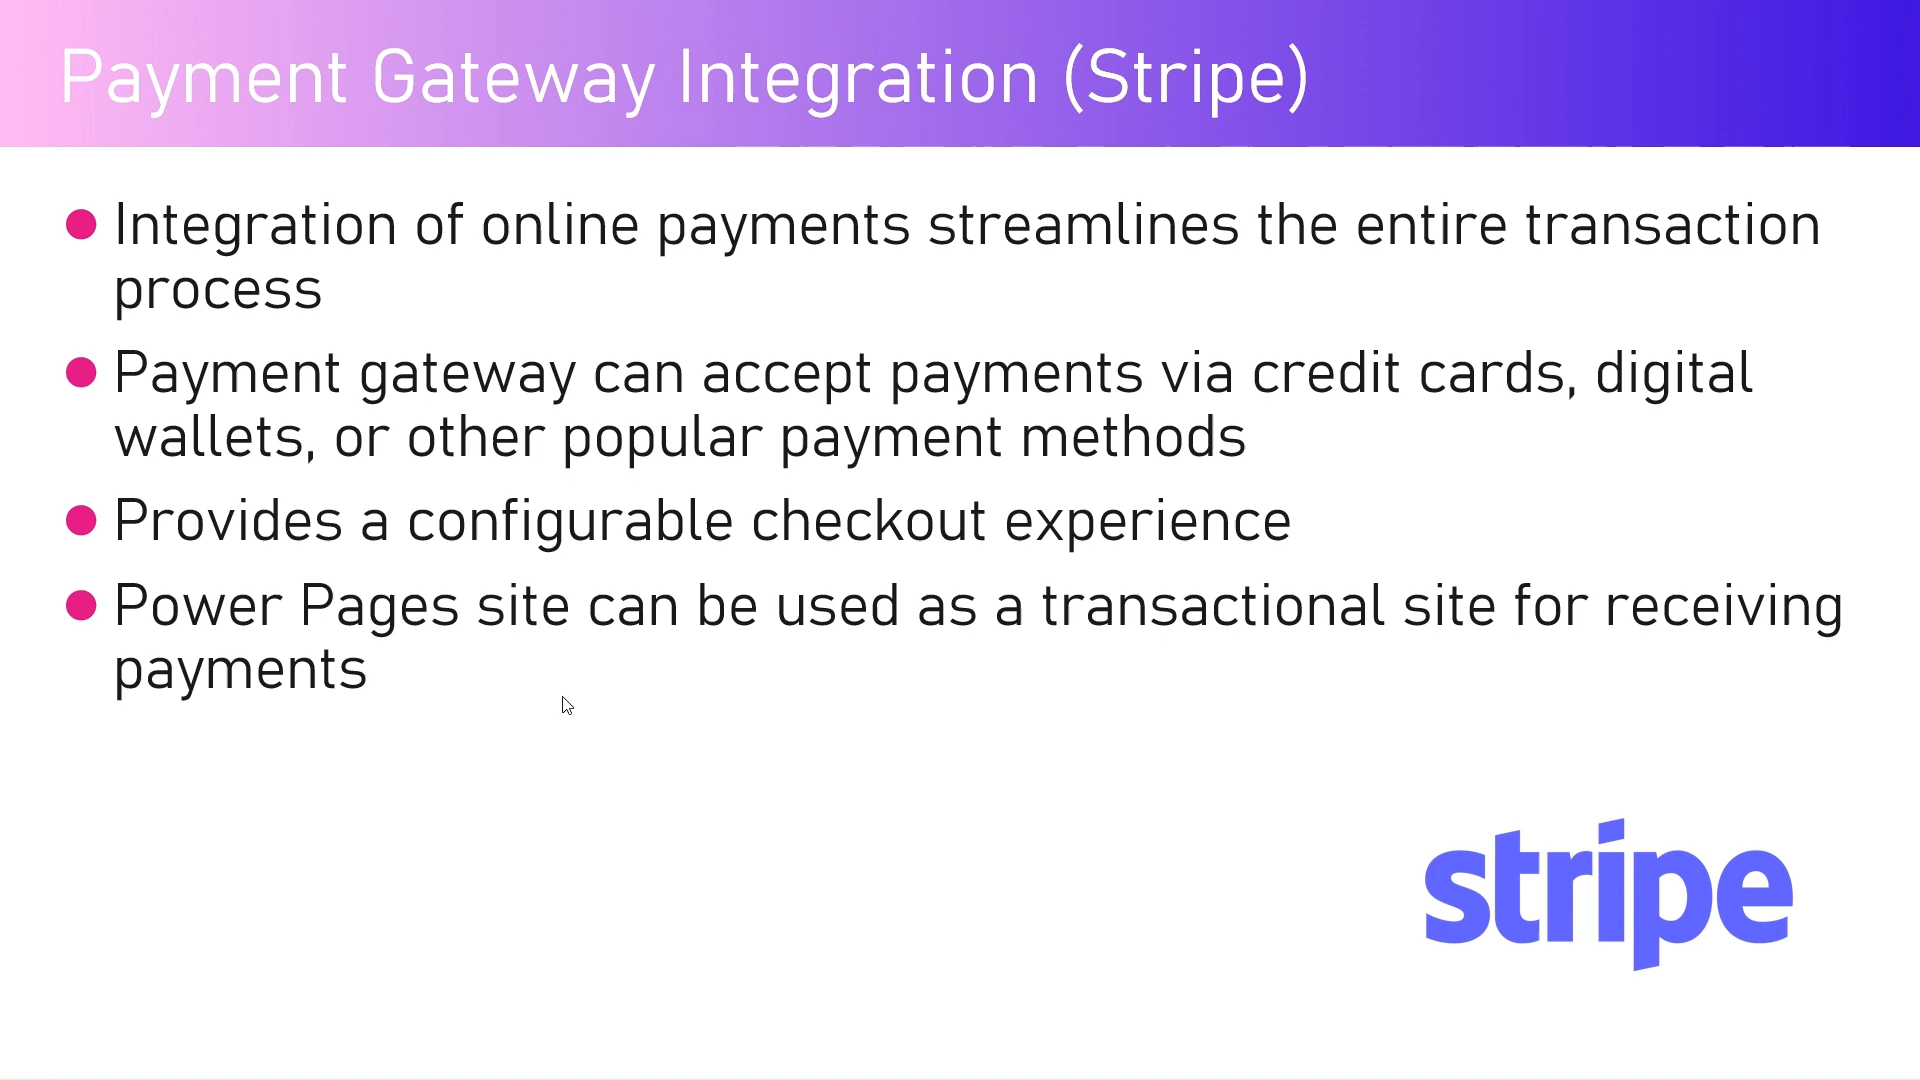 Payment Gateway Integration (Stripe)
Integration of online payments streamlines the entire transaction
process
Payment gateway can accept payments via credit cards, digital
wallets, or other popular payment methods
Provides a configurable checkout experience
Power Pages site can be used as a transactional site for receiving
payments
stripe